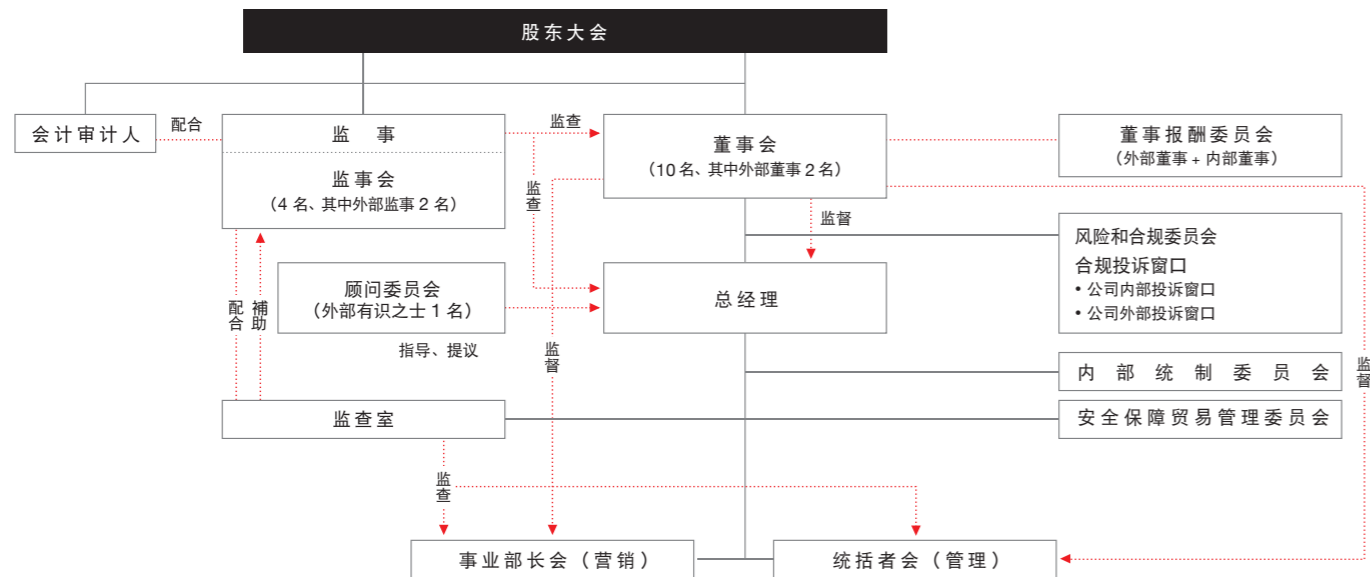 股东大会
会计审计人
配合
监事
监事会
（4 名、其中外部监事 2 名）
监查
监查
董事会
（10 名、其中外部董事 2 名）
董事报酬委员会
（外部董事 + 内部董事）
监督
风险和合规委员会
合规投诉窗口
• 公司内部投诉窗口
• 公司外部投诉窗口
顾问委员会
（外部有识之士 1 名）
总经理
配合
補助
指导、提议
监督
监督
内部统制委员会
监查室
安全保障贸易管理委员会
监查
事业部长会（营销）
统括者会（管理）